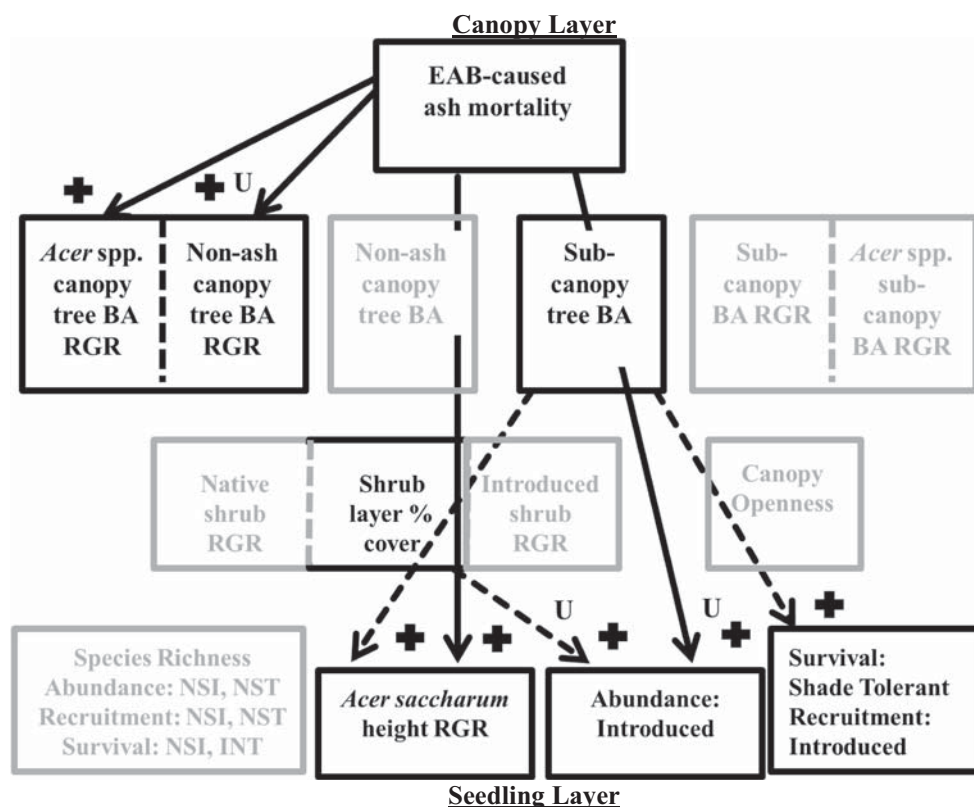 Canopy Layer
EAB-caused
ash mortality
✚
✚ U
Acer spp.
canopy
tree BA
RGR
Non-ash
canopy
tree BA
RGR
Non-ash
canopy
tree BA
Sub-
canopy
tree BA
Sub-
canopy
BA RGR
Acer spp.
sub-
canopy
BA RGR
Native
shrub
RGR
Shrub
layer %
cover
Introduced
shrub
RGR
Canopy
Openness
✚
✚
U ✚
U ✚
✚
Species Richness
Abundance: NSI, NST
Recruitment: NSI, NST
Survival: NSI, INT
Acer saccharum
height RGR
Abundance:
Introduced
Survival:
Shade Tolerant
Recruitment:
Introduced
Seedling Layer